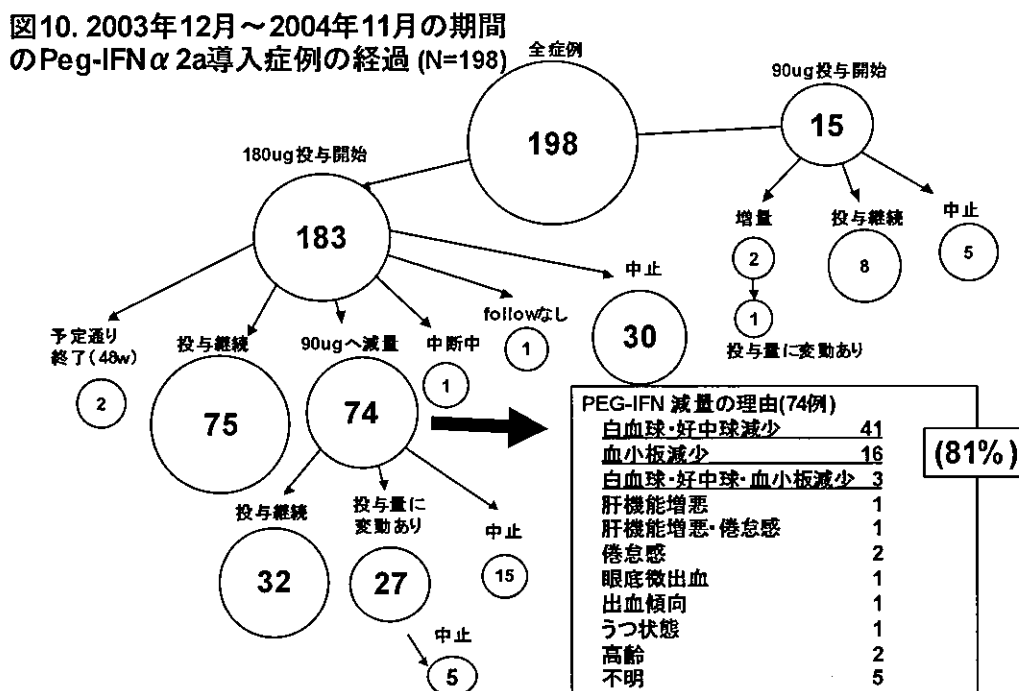 図10. 2003年12月～2004年11月の期間
のPeg-IFNα 2a導入症例の経過 (N=198)
全症例
198
90ug投与開始
15
180ug投与開始
183
増量
2
1
投与量に変動あり
投与継続
8
中止
5
予定通り
終了(48w)
2
投与継続
75
90ugへ減量
74
中断中
1
followなし
1
中止
30
投与継続
32
投与量に
変動あり
27
中止
15
中止
5
PEG-IFN 減量の理由(74例)
白血球・好中球減少 41
血小板減少 16
白血球・好中球・血小板減少 3
(81%)
肝機能増悪 1
肝機能増悪・倦怠感 1
倦怠感 2
眼底微出血 1
出血傾向 1
うつ状態 1
高齢 2
不明 5